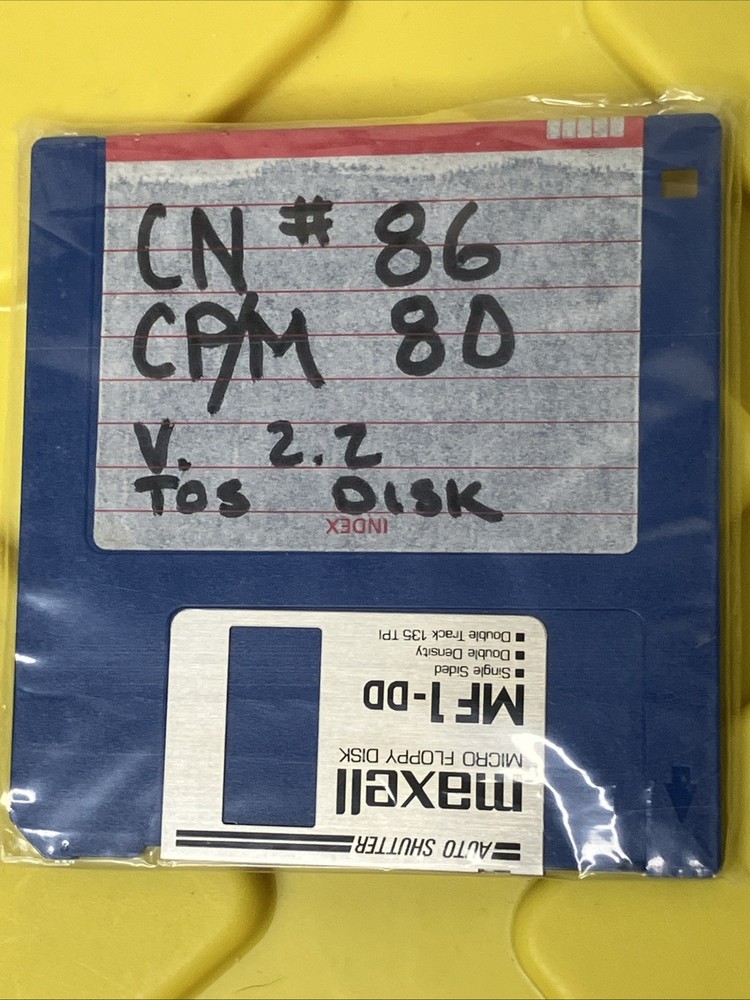 CN # 86
CP/M 80
V. 2.2
TOS DISK
INDEX
AUTO SHUTTER
maxell
MICRO FLOPPY DISK
MF1-DD
■ Single Sided
■ Double Density
■ Double Track 135 TPI